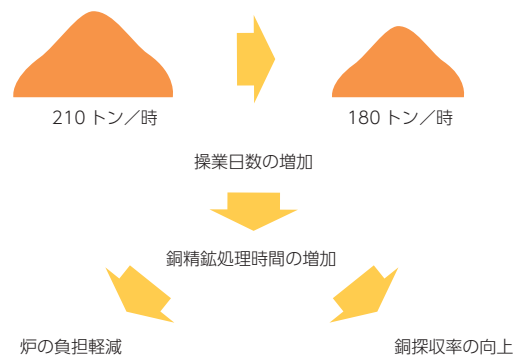 210 トン／時
180 トン／時
操業日数の増加
銅精鉱処理時間の増加
炉の負担軽減
銅探収率の向上